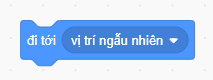 đi tới vị trí ngẫu nhiên